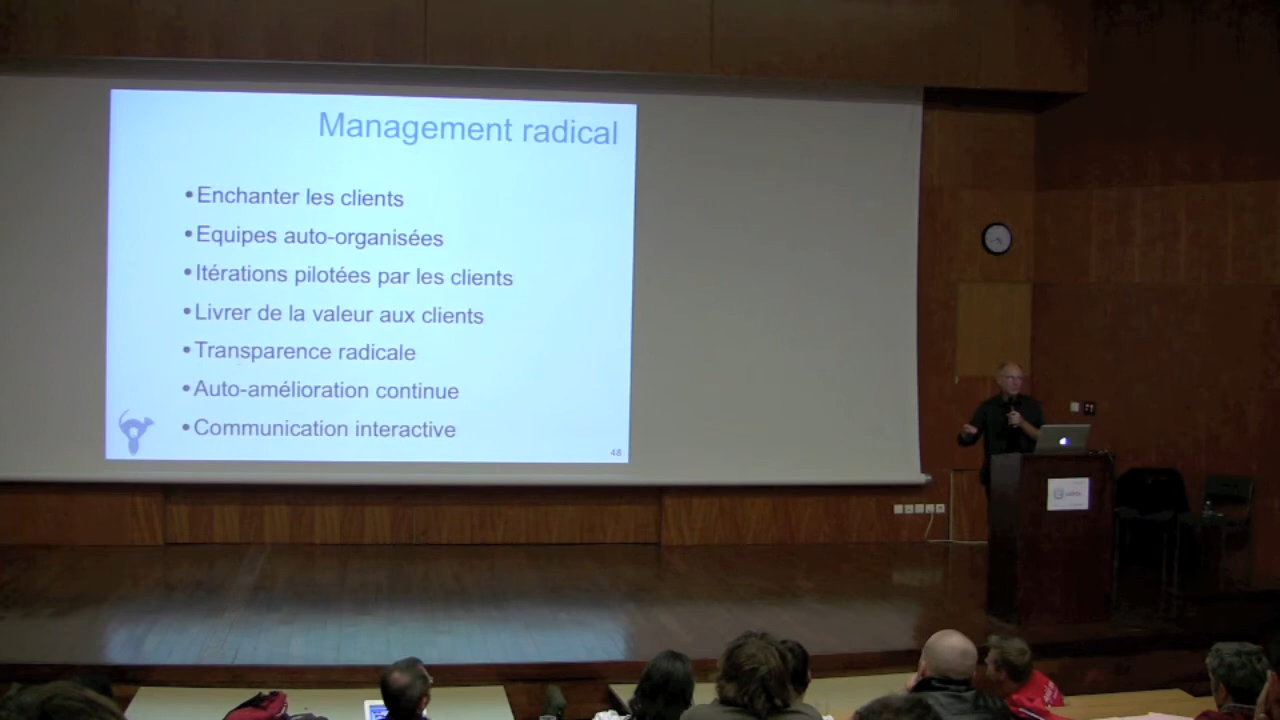 Management radical
•Enchanter les clients
•Equipes auto-organisées
•Itérations pilotées par les clients
•Livrer de la valeur aux clients
•Transparence radicale
•Auto-amélioration continue
•Communication interactive
48